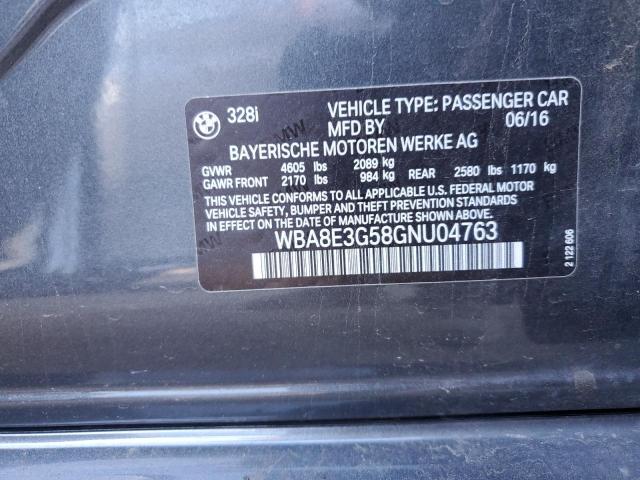 328i VEHICLE TYPE: PASSENGER CAR
MFD BY 06/16
BAYERISCHE MOTOREN WERKE AG
GVWR 4605 lbs 2089 kg
GAWR FRONT 2170 lbs 984 kg REAR 2580 lbs 1170 kg
THIS VEHICLE CONFORMS TO ALL APPLICABLE U.S. FEDERAL MOTOR
VEHICLE SAFETY, BUMPER AND THEFT PREVENTION STANDARDS
IN EFFECT ON THE DATE OF MANUFACTURE SHOWN ABOVE.
WBA8E3G58GNU04763
2 122 606